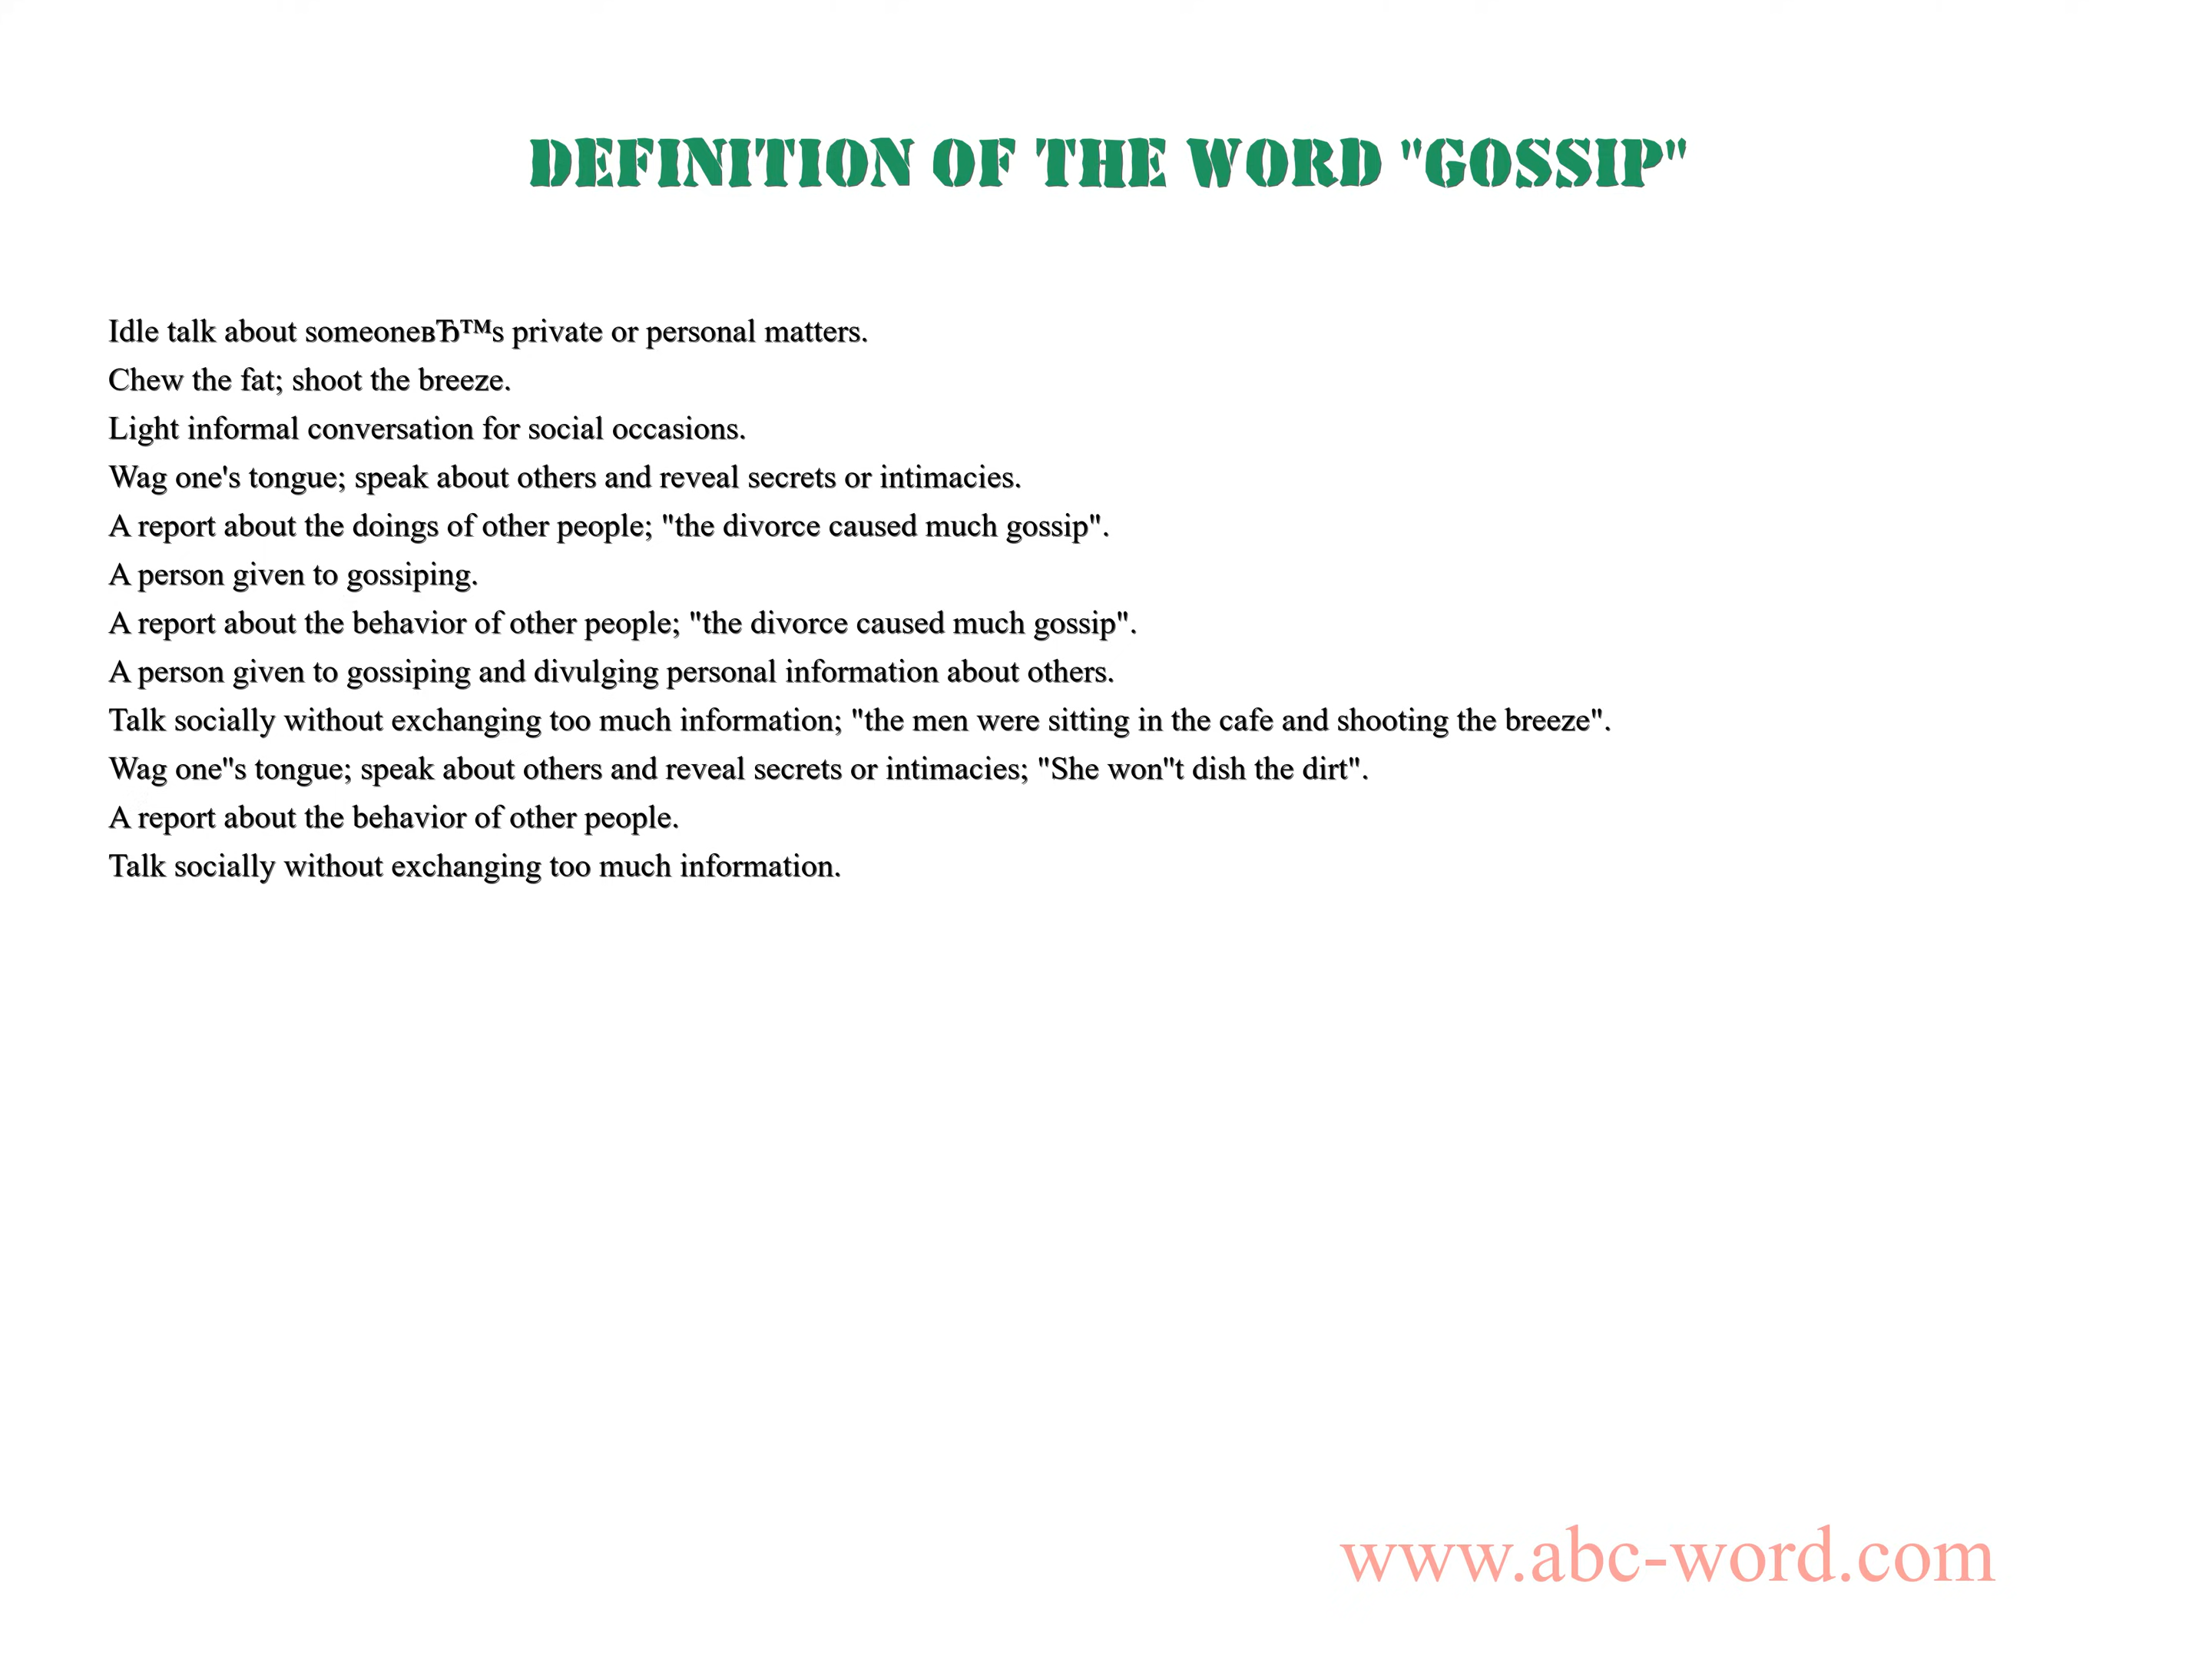 DEFINITION OF THE WORD "GOSSIP"
Idle talk about someoneвЂ™s private or personal matters.
Chew the fat; shoot the breeze.
Light informal conversation for social occasions.
Wag one's tongue; speak about others and reveal secrets or intimacies.
A report about the doings of other people; "the divorce caused much gossip".
A person given to gossiping.
A report about the behavior of other people; "the divorce caused much gossip".
A person given to gossiping and divulging personal information about others.
Talk socially without exchanging too much information; "the men were sitting in the cafe and shooting the breeze".
Wag one"s tongue; speak about others and reveal secrets or intimacies; "She won"t dish the dirt".
A report about the behavior of other people.
Talk socially without exchanging too much information.
www.abc-word.com